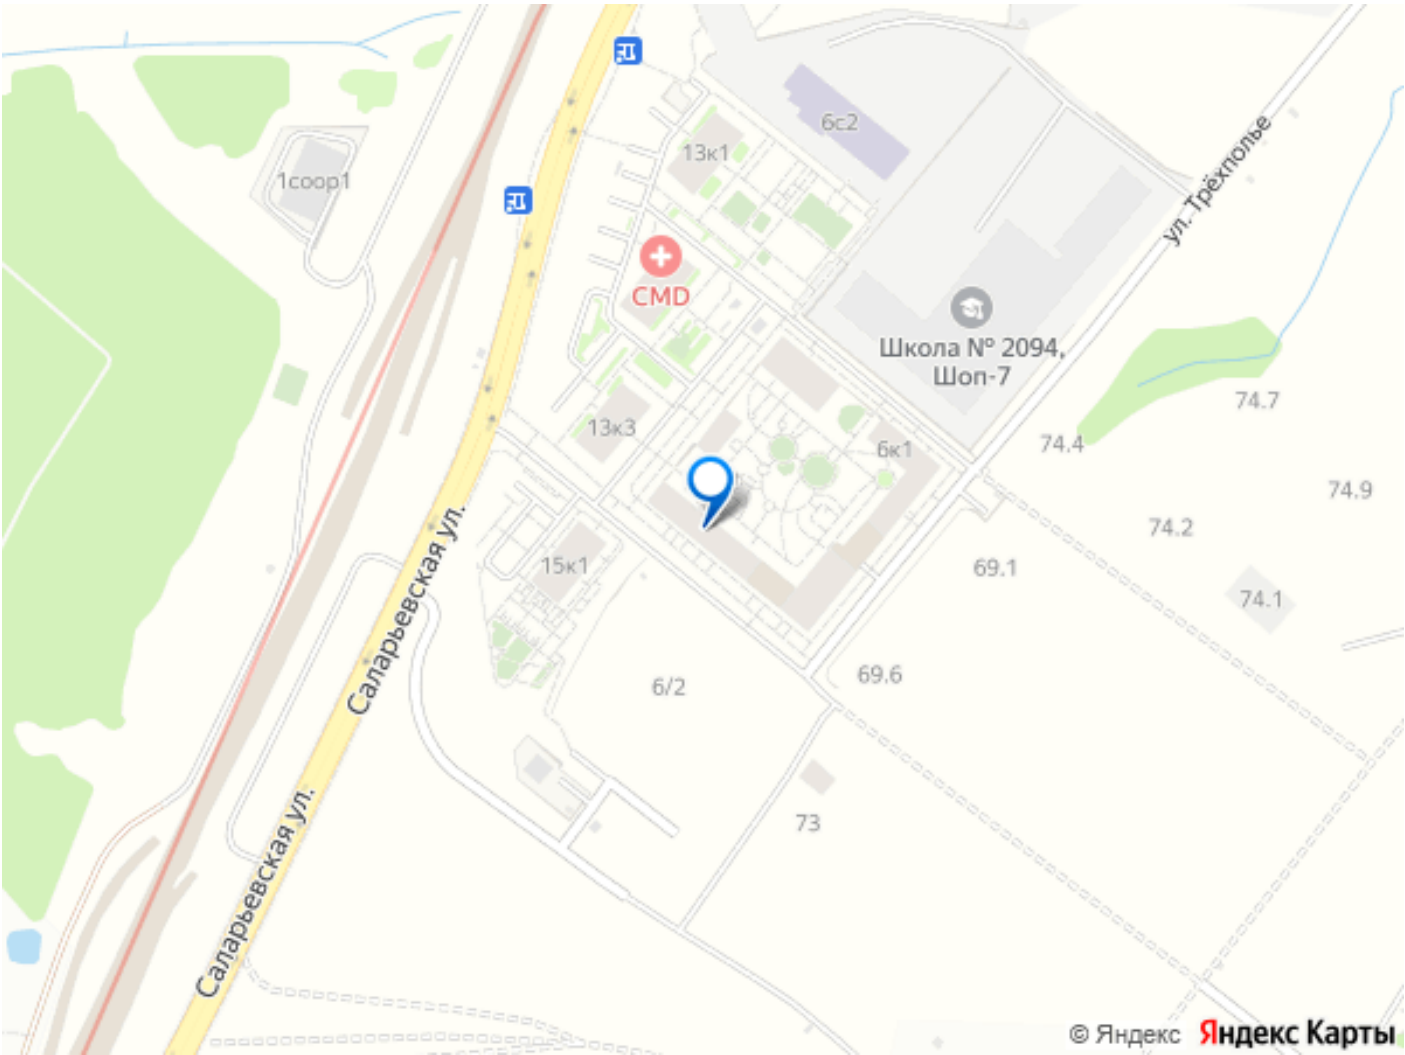 6с2
13к1
1соор1
ул. Трёхполье
CMD
Школа № 2094,
Шоп-7
74.7
13к3
6к1
74.4
74.9
74.2
15к1
69.1
74.1
Саларьевская ул.
69.6
6/2
73
Саларьевская ул.
© Яндекс Яндекс Карты